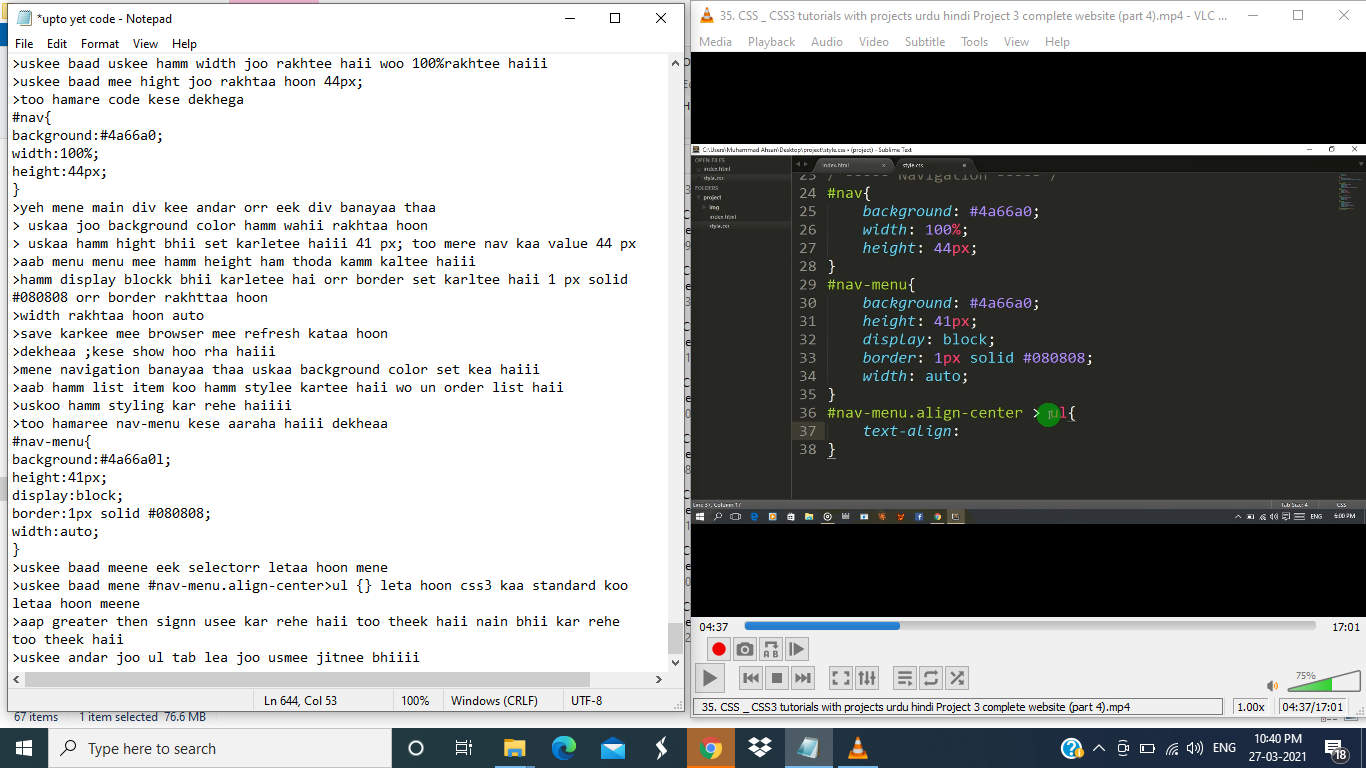 *upto yet code - Notepad
File Edit Format View Help
>uskee baad uskee hamm width joo rakhtee haii woo 100%rakhtee haiii
>uskee baad mee hight joo rakhtaa hoon 44px;
>too hamare code kese dekhega
#nav{
background:#4a66a0;
width:100%;
height:44px;
}
>yeh mene main div kee andar orr eek div banayaa thaa
> uskaa joo background color hamm wahii rakhtaa hoon
> uskaa hamm hight bhii set karletee haiii 41 px; too mere nav kaa value 44 px
>aab menu menu mee hamm height ham thoda kamm kaltee haiii
>hamm display blockk bhii karletee hai orr border set karltee haii 1 px solid
#080808 orr border rakhttaa hoon
>width rakhtaa hoon auto
>save karkee mee browser mee refresh kataa hoon
>dekheaa ;kese show hoo rha haiii
>mene navigation banayaa thaa uskaa background color set kea haiii
>aab hamm list item koo hamm stylee kartee haii wo un order list haii
>uskoo hamm styling kar rehe haiiii
>too hamaree nav-menu kese aaraha haiii dekheaa
#nav-menu{
background:#4a66a0l;
height:41px;
display:block;
border:1px solid #080808;
width:auto;
}
>uskee baad meene eek selectorr letaa hoon mene
>uskee baad mene #nav-menu.align-center>ul {} leta hoon css3 kaa standard koo
letaa hoon meene
>aap greater then signn usee kar rehe haii too theek haii nain bhii kar rehe
too theek haii
>uskee andar joo ul tab lea joo usmee jitnee bhiiii
Ln 644, Col 53 100% Windows (CRLF) UTF-8
67 items 1 item selected 76.6 MB
35. CSS _ CSS3 tutorials with projects urdu hindi Project 3 complete website (part 4).mp4 - VLC ...
Media Playback Audio Video Subtitle Tools View Help
C:\Users\Muhammad Ahsan\Desktop\project\style.css • (project) - Sublime Text
OPEN FILES
index.html
style.css
FOLDERS
project
img
index.html
style.css
index.html style.css
23 / ----- Navigation ----- /
24 #nav{
25 background: #4a66a0;
26 width: 100%;
27 height: 44px;
28 }
29 #nav-menu{
30 background: #4a66a0;
31 height: 41px;
32 display: block;
33 border: 1px solid #080808;
34 width: auto;
35 }
36 #nav-menu.align-center > ul{
37 text-align:
38 }
Line 37, Column 17 Tab Size: 4 CSS
ENG 6:00 PM
04:37 17:01
75%
35. CSS _ CSS3 tutorials with projects urdu hindi Project 3 complete website (part 4).mp4 1.00x 04:37/17:01
Type here to search
ENG
10:40 PM
27-03-2021
18